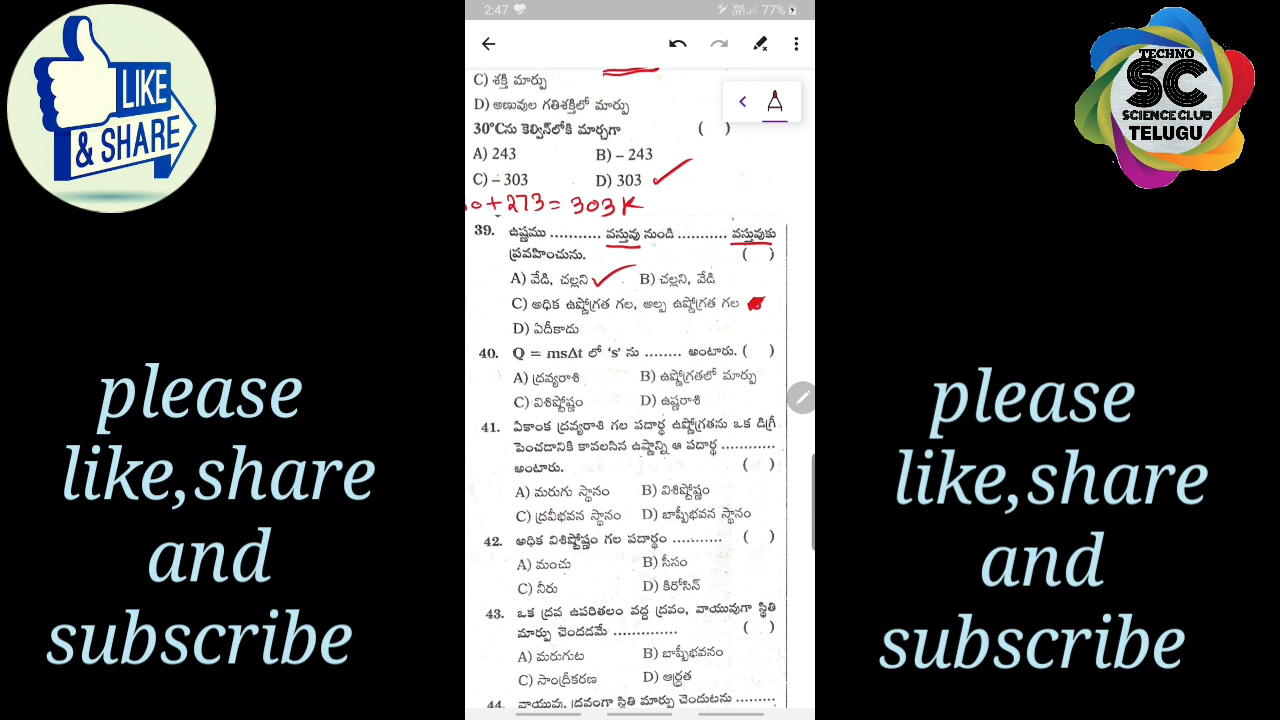 2:47
77%
LIKE
& SHARE
TECHNO
SC
SCIENCE CLUB
TELUGU
C) శక్తి మార్పు
D) అణువుల గతిశక్తిలో మార్పు
30°Cను కెల్విన్‌లోకి మార్చగా ( )
A) 243 B) – 243
C) – 303 D) 303
+273 = 303 K
39. ఉష్ణము ........... వస్తువు నుండి ........... వస్తువుకు
ప్రవహించును. ( )
A) వేడి, చల్లని B) చల్లని, వేడి
C) అధిక ఉష్ణోగ్రత గల, అల్ప ఉష్ణోగ్రత గల
D) ఏదీకాదు
40. Q = msΔt లో ‘s’ ను ........ అంటారు. ( )
A) ద్రవ్యరాశి B) ఉష్ణోగ్రతలో మార్పు
C) విశిష్టోష్ణం D) ఉష్ణరాశి
41. ఏకాంక ద్రవ్యరాశి గల పదార్థ ఉష్ణోగ్రతను ఒక డిగ్రీ
పెంచడానికి కావలసిన ఉష్ణాన్ని ఆ పదార్థ ............
అంటారు. ( )
A) మరుగు స్థానం B) విశిష్టోష్ణం
C) ద్రవీభవన స్థానం D) బాష్పీభవన స్థానం
42. అధిక విశిష్టోష్ణం గల పదార్థం ........... ( )
A) మంచు B) సీసం
C) నీరు D) కిరోసిన్
43. ఒక ద్రవ ఉపరితలం వద్ద ద్రవం, వాయువుగా స్థితి
మార్పు చెందడమే .............. ( )
A) మరుగుట B) బాష్పీభవనం
C) సాంద్రీకరణ D) ఆర్ద్రత
44. వాయువు, ద్రవంగా స్థితి మార్పు చెందుటను .........
please
like,share
and
subscribe
please
like,share
and
subscribe